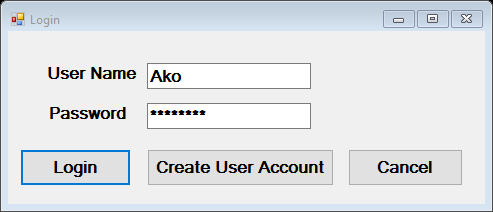 Login
User Name Ako
Password ********
Login Create User Account Cancel